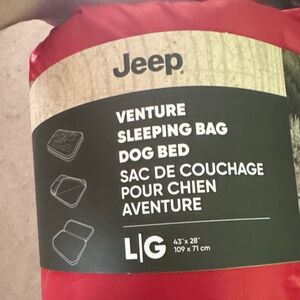 Jeep
VENTURE
SLEEPING BAG
DOG BED
SAC DE COUCHAGE
POUR CHIEN
AVENTURE
L|G
43" x 28"
109 x 71 cm